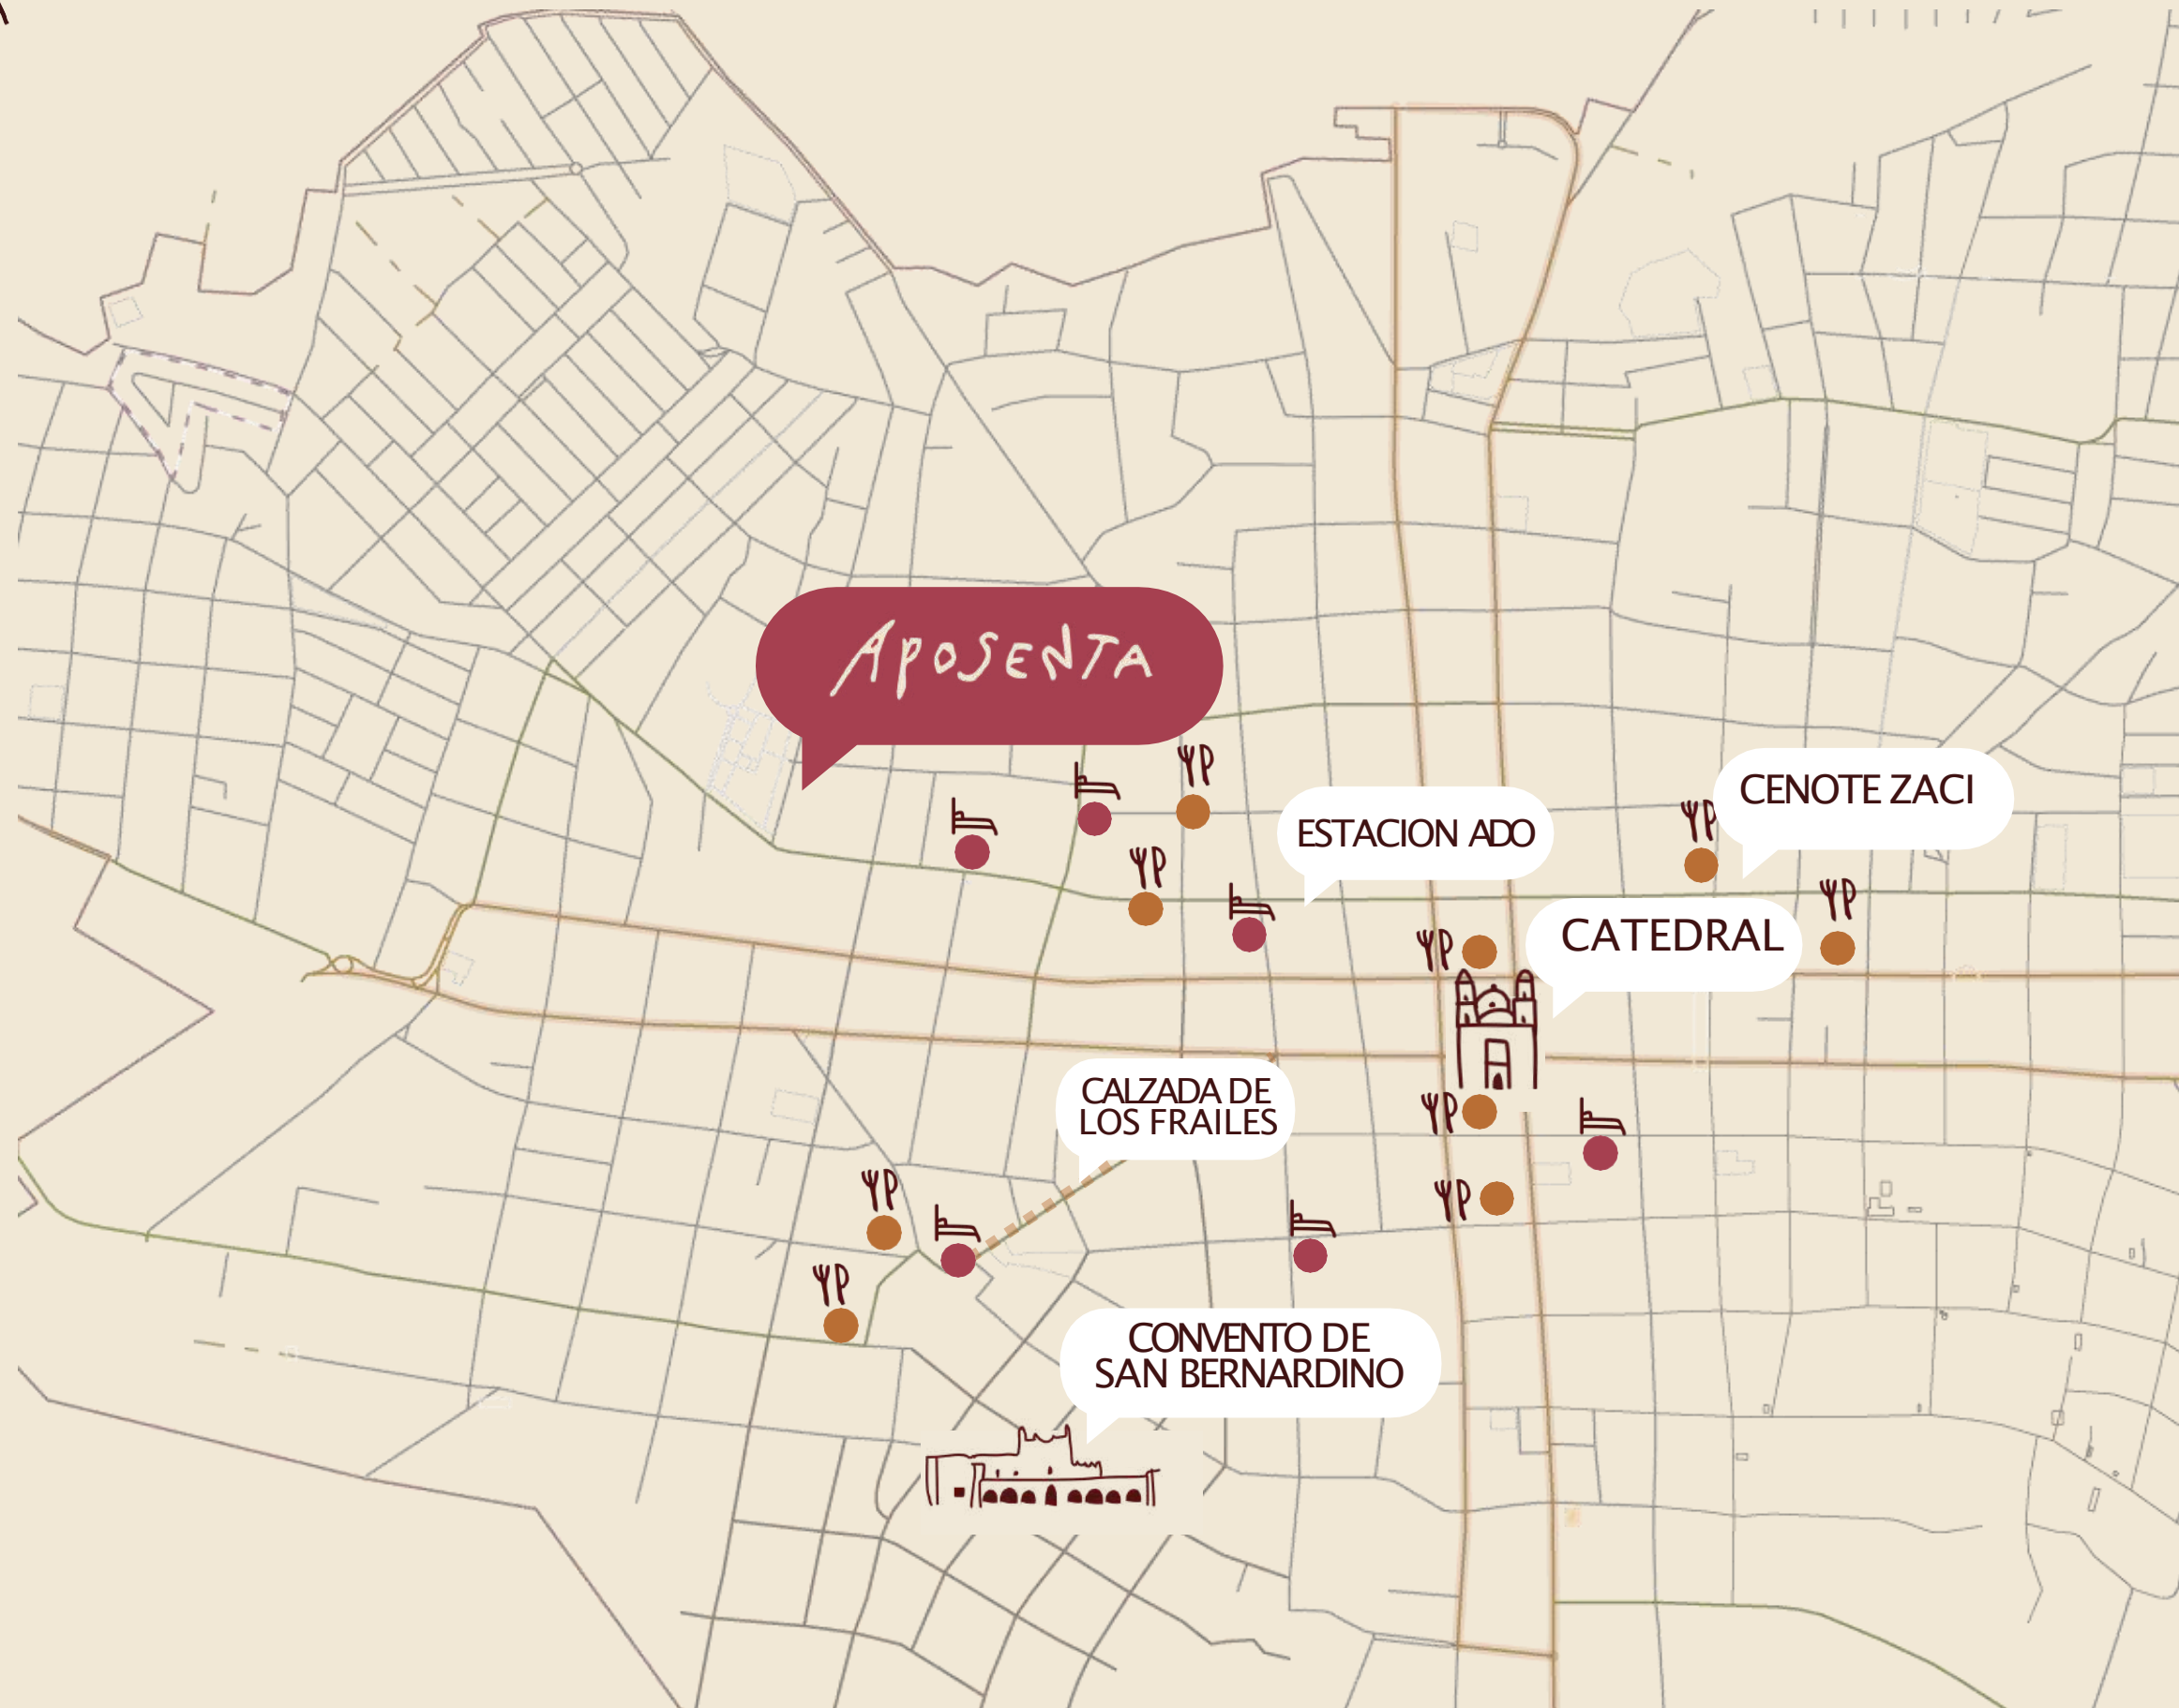 APOSENTA
CENOTE ZACI
ESTACION ADO
CATEDRAL
CALZADA DE
LOS FRAILES
CONVENTO DE
SAN BERNARDINO